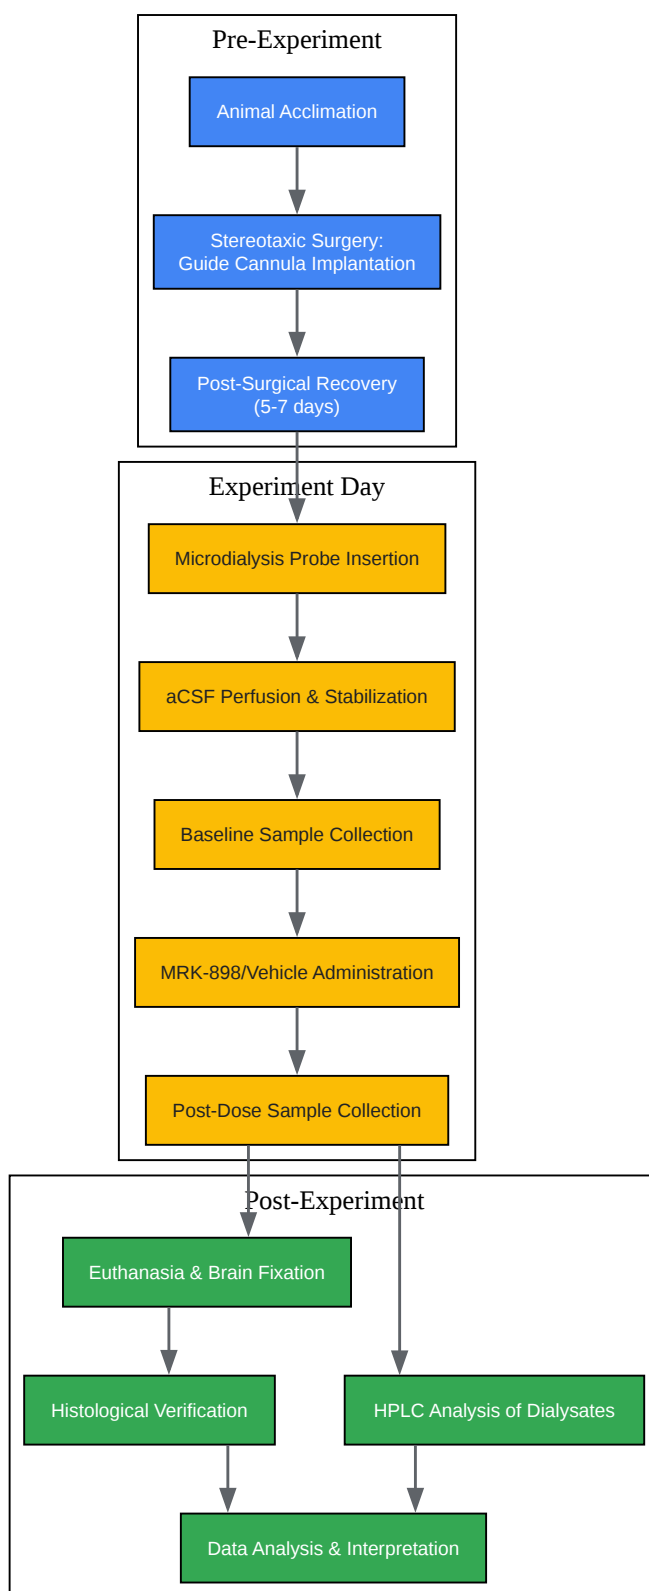 Pre-Experiment
Animal Acclimation
Stereotaxic Surgery:
Guide Cannula Implantation
Post-Surgical Recovery
(5-7 days)
Experiment Day
Microdialysis Probe Insertion
aCSF Perfusion & Stabilization
Baseline Sample Collection
MRK-898/Vehicle Administration
Post-Dose Sample Collection
Post-Experiment
Euthanasia & Brain Fixation
Histological Verification
HPLC Analysis of Dialysates
Data Analysis & Interpretation